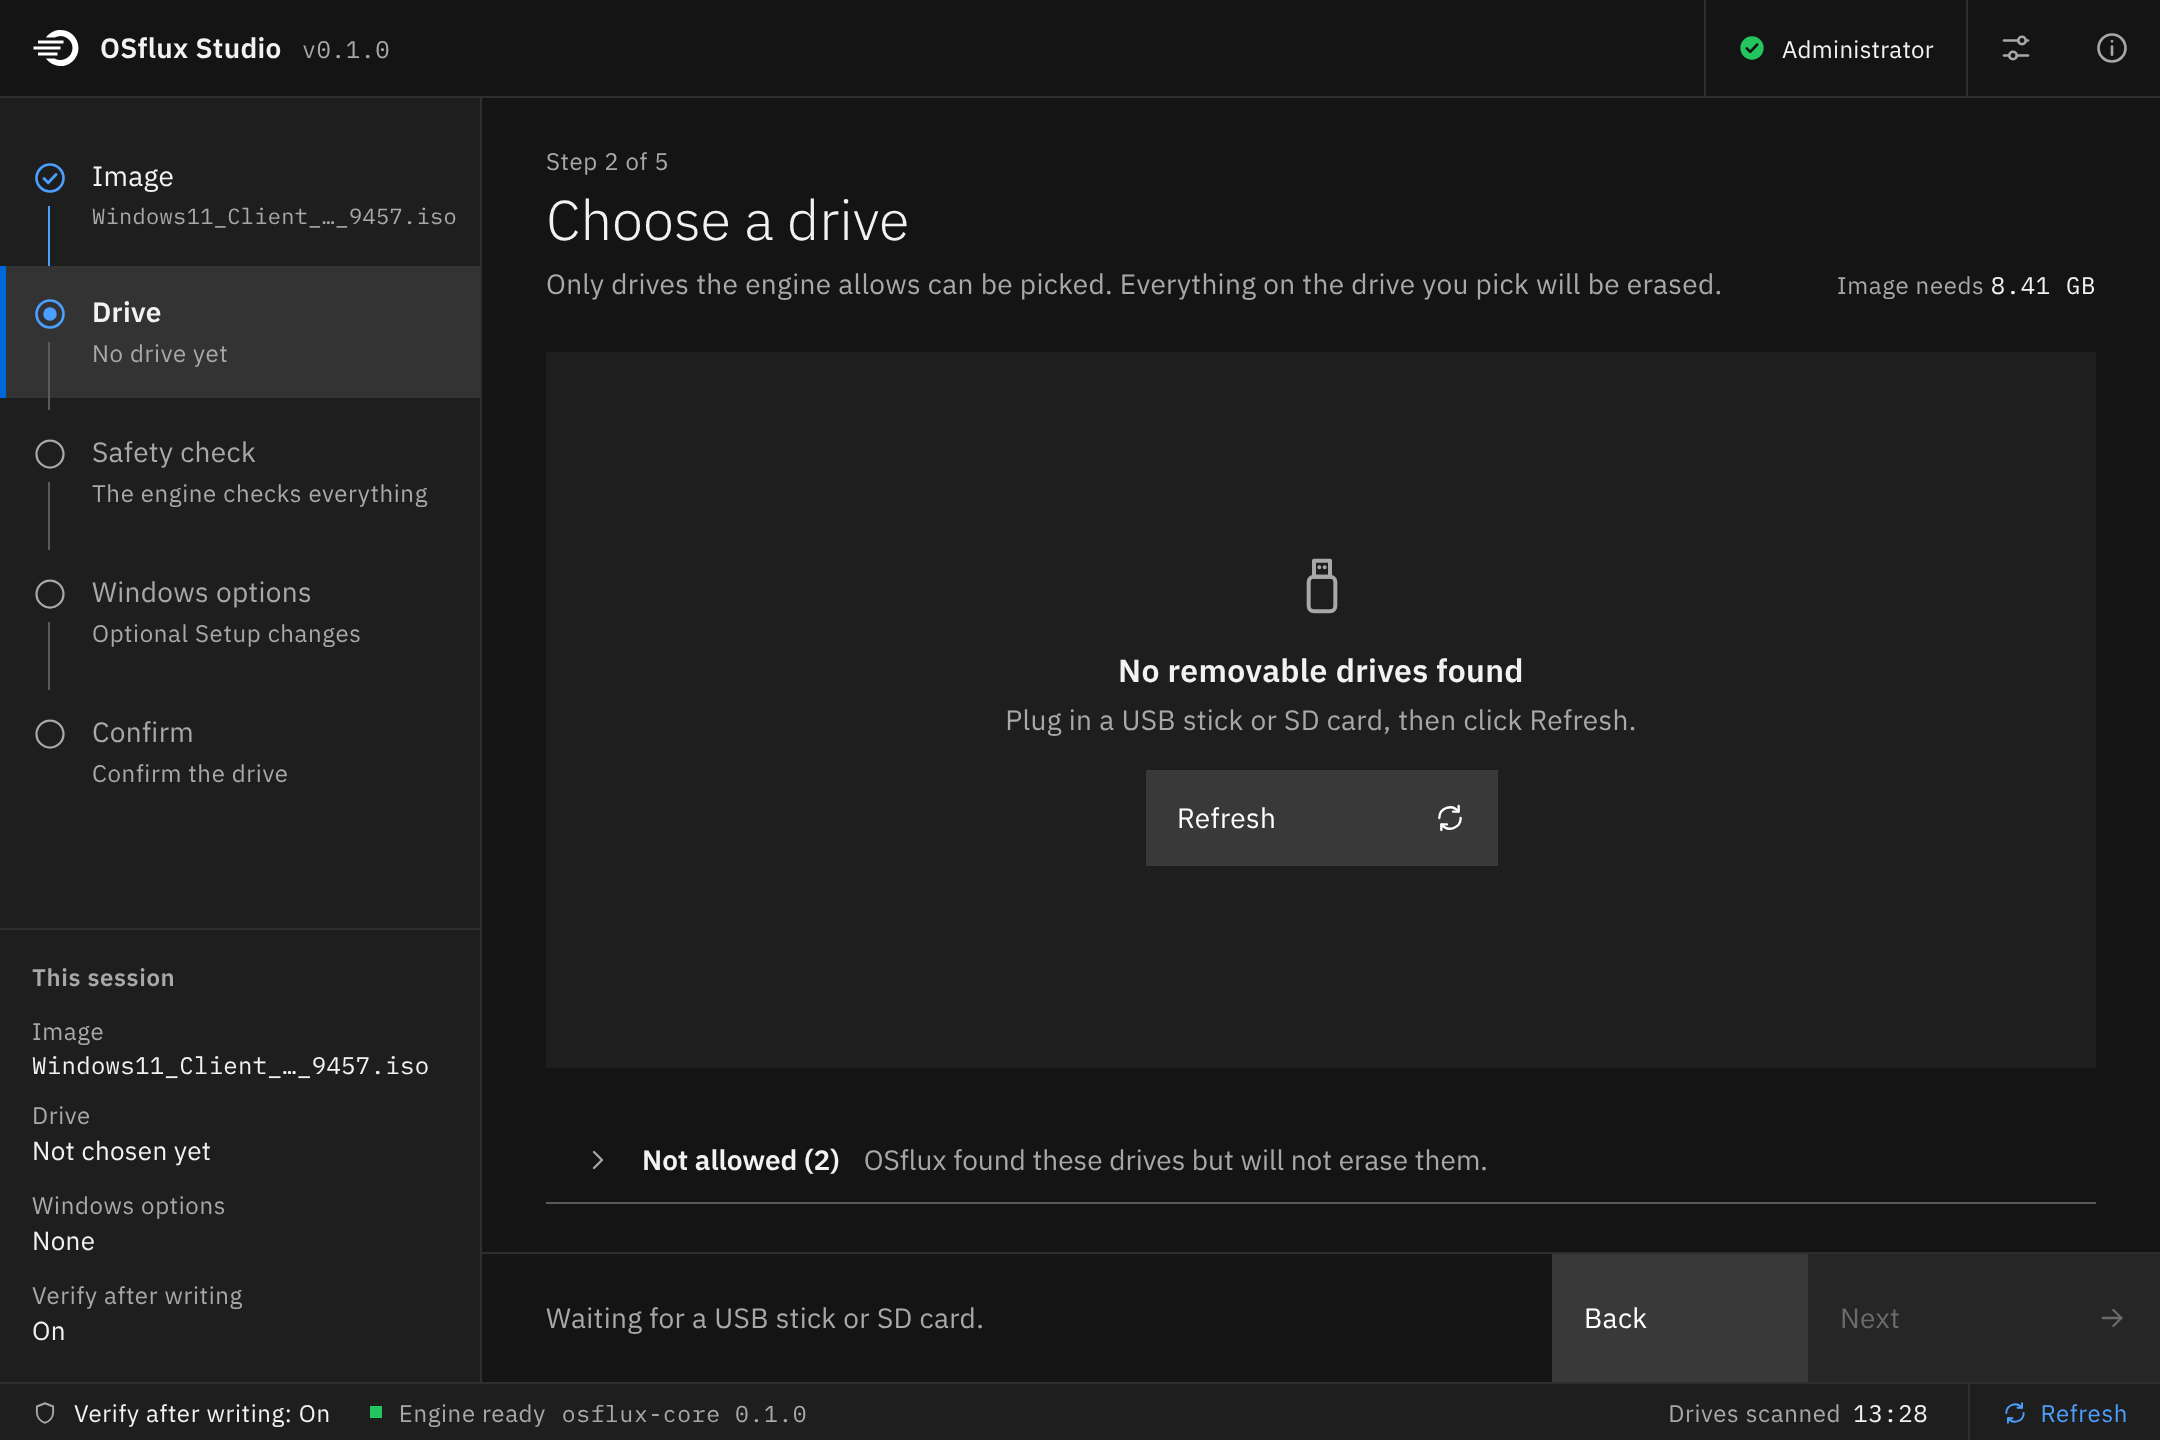 OSflux Studio v0.1.0
Administrator
Image
Windows11_Client_…_9457.iso
Drive
No drive yet
Safety check
The engine checks everything
Windows options
Optional Setup changes
Confirm
Confirm the drive
This session
Image
Windows11_Client_…_9457.iso
Drive
Not chosen yet
Windows options
None
Verify after writing
On
Step 2 of 5
Choose a drive
Only drives the engine allows can be picked. Everything on the drive you pick will be erased.
Image needs 8.41 GB
No removable drives found
Plug in a USB stick or SD card, then click Refresh.
Refresh
Not allowed (2) OSflux found these drives but will not erase them.
Waiting for a USB stick or SD card.
Back
Next
Verify after writing: On
Engine ready osflux-core 0.1.0
Drives scanned 13:28
Refresh